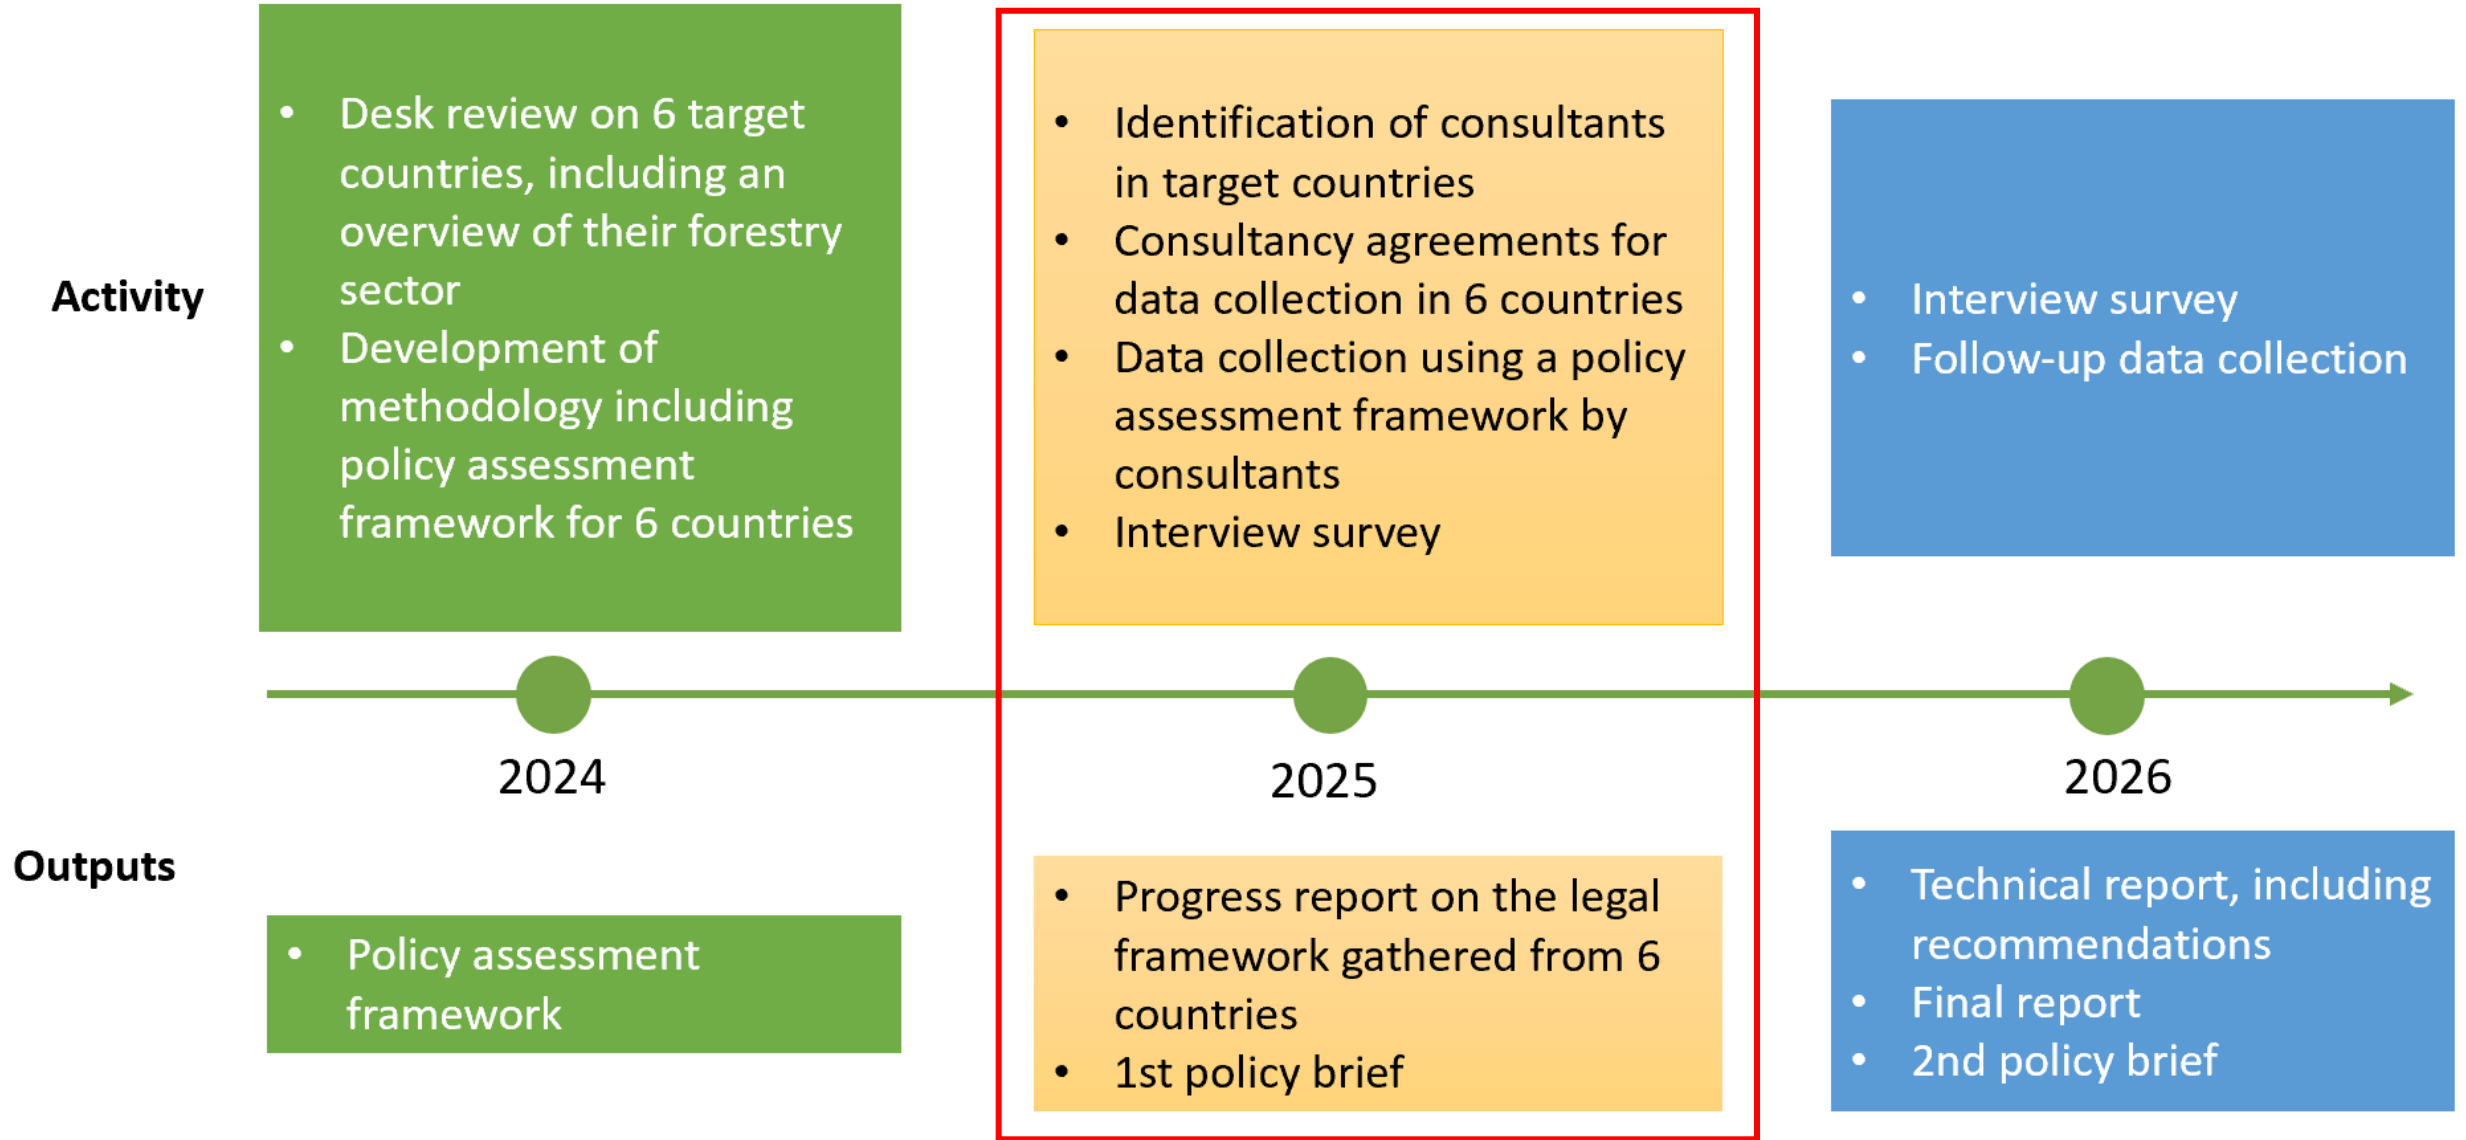 Activity
• Desk review on 6 target
countries, including an
overview of their forestry
sector
• Development of
methodology including
policy assessment
framework for 6 countries
• Identification of consultants
in target countries
• Consultancy agreements for
data collection in 6 countries
• Data collection using a policy
assessment framework by
consultants
• Interview survey
• Interview survey
• Follow-up data collection
2024
2025
2026
Outputs
• Policy assessment
framework
• Progress report on the legal
framework gathered from 6
countries
• 1st policy brief
• Technical report, including
recommendations
• Final report
• 2nd policy brief